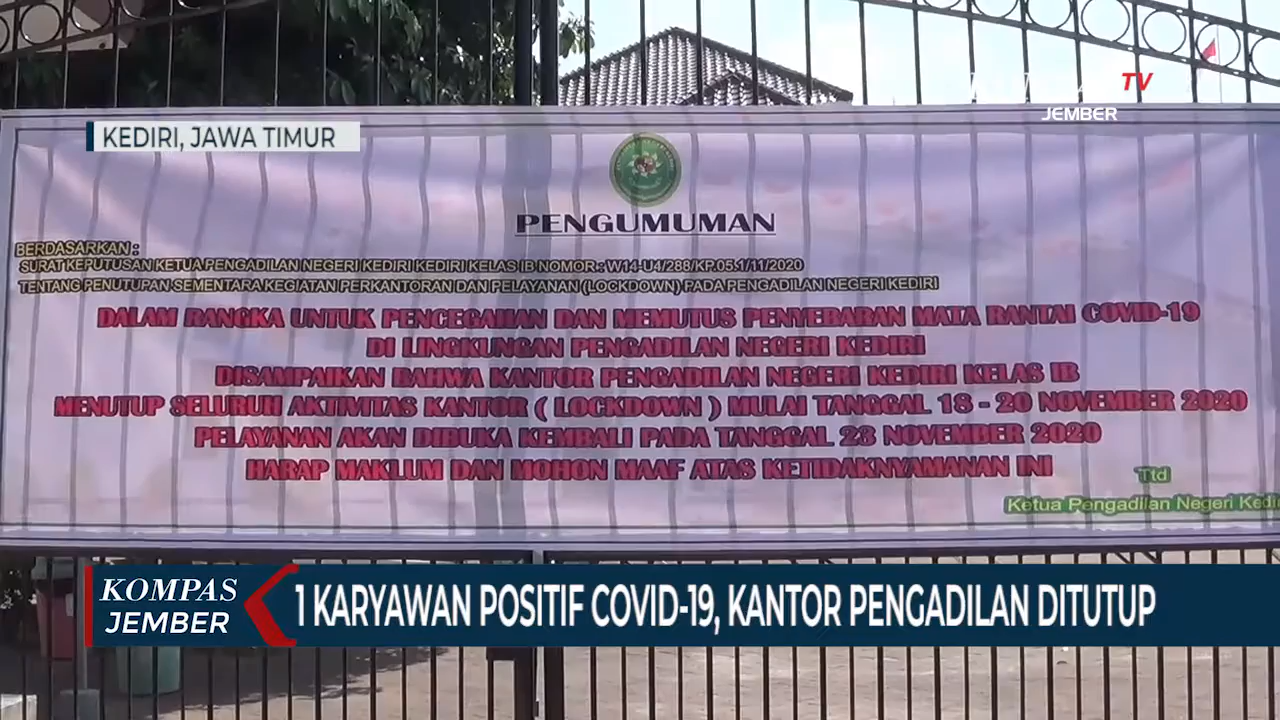 TV
JEMBER
KEDIRI, JAWA TIMUR
PENGUMUMAN
BERDASARKAN :
SURAT KEPUTUSAN KETUA PENGADILAN NEGERI KEDIRI KEDIRI KELAS IB NOMOR : W14-U4/288/KP.05.1/11/2020
TENTANG PENUTUPAN SEMENTARA KEGIATAN PERKANTORAN DAN PELAYANAN (LOCKDOWN) PADA PENGADILAN NEGERI KEDIRI
DALAM RANGKA UNTUK PENCEGAHAN DAN MEMUTUS PENYEBARAN MATA RANTAI COVID-19
DI LINGKUNGAN PENGADILAN NEGERI KEDIRI
DISAMPAIKAN BAHWA KANTOR PENGADILAN NEGERI KEDIRI KELAS IB
MENUTUP SELURUH AKTIVITAS KANTOR ( LOCKDOWN ) MULAI TANGGAL 18 - 20 NOVEMBER 2020
PELAYANAN AKAN DIBUKA KEMBALI PADA TANGGAL 23 NOVEMBER 2020
HARAP MAKLUM DAN MOHON MAAF ATAS KETIDAKNYAMANAN INI
Ttd
Ketua Pengadilan Negeri Kedir
KOMPAS
JEMBER
1 KARYAWAN POSITIF COVID-19, KANTOR PENGADILAN DITUTUP